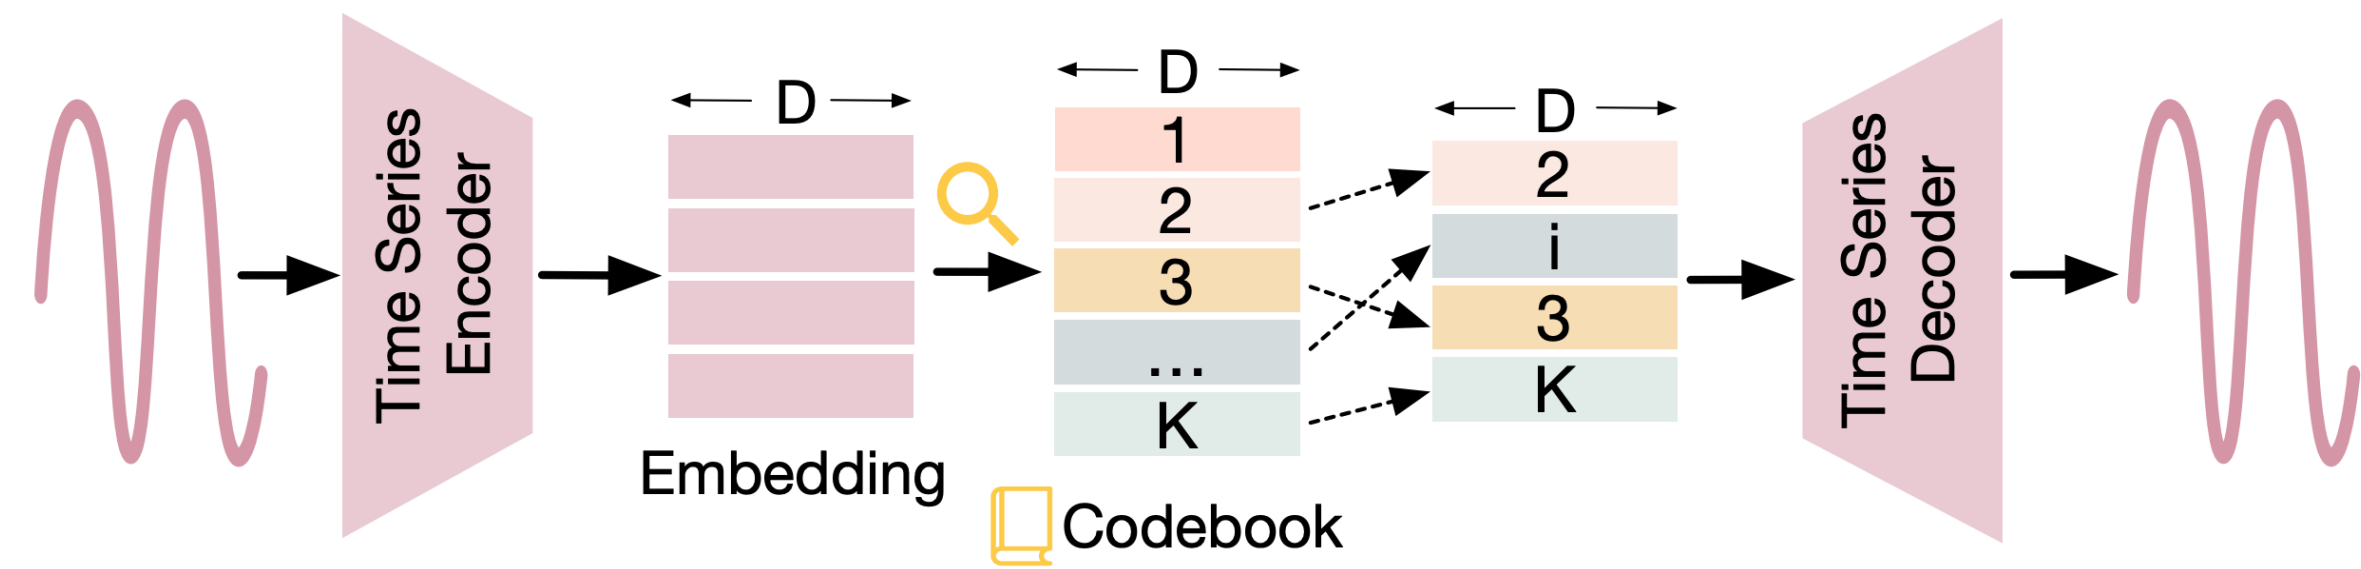 Time Series
Encoder
D
Embedding
D
1
2
3
...
K
Codebook
D
2
i
3
K
Time Series
Decoder